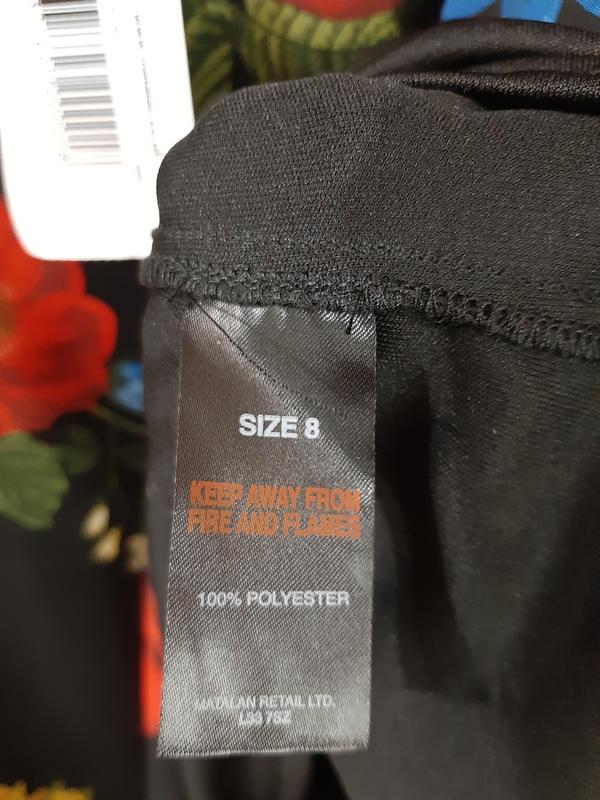 SIZE 8
KEEP AWAY FROM
FIRE AND FLAMES
100% POLYESTER
MATALAN RETAIL LTD.
L33 7SZ